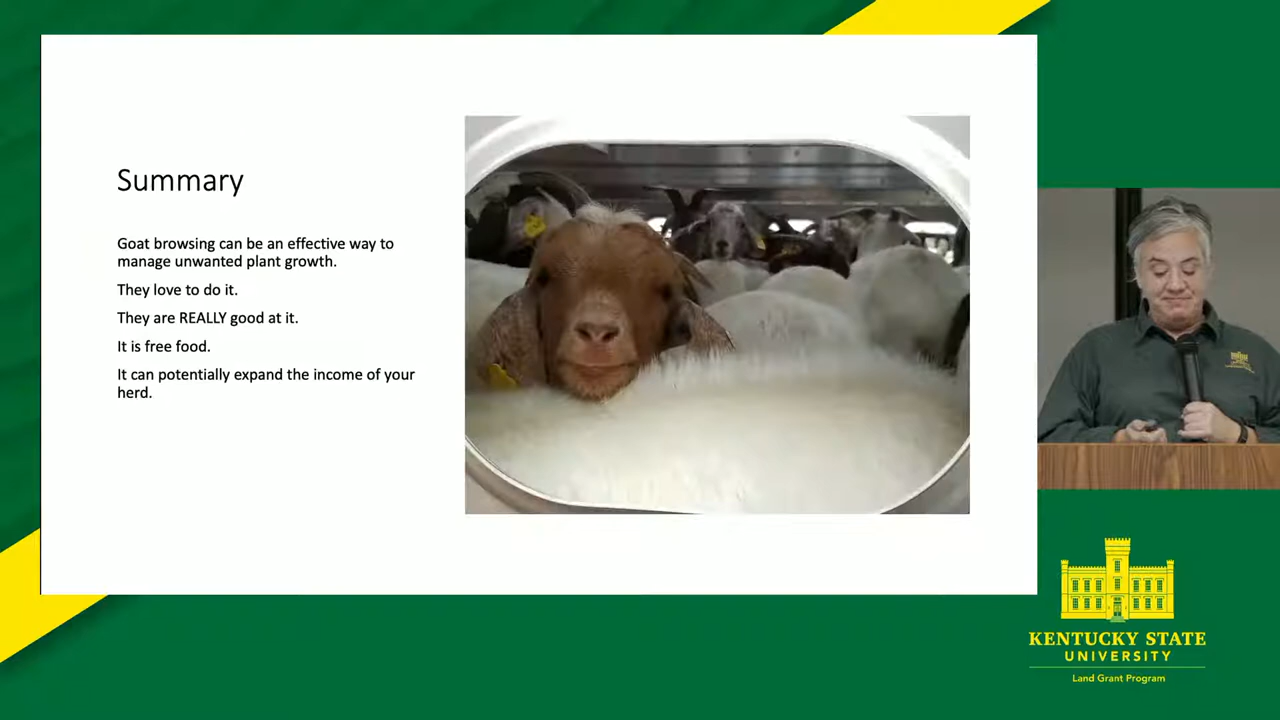 Summary
Goat browsing can be an effective way to
manage unwanted plant growth.
They love to do it.
They are REALLY good at it.
It is free food.
It can potentially expand the income of your
herd.
KENTUCKY STATE
UNIVERSITY
Land Grant Program